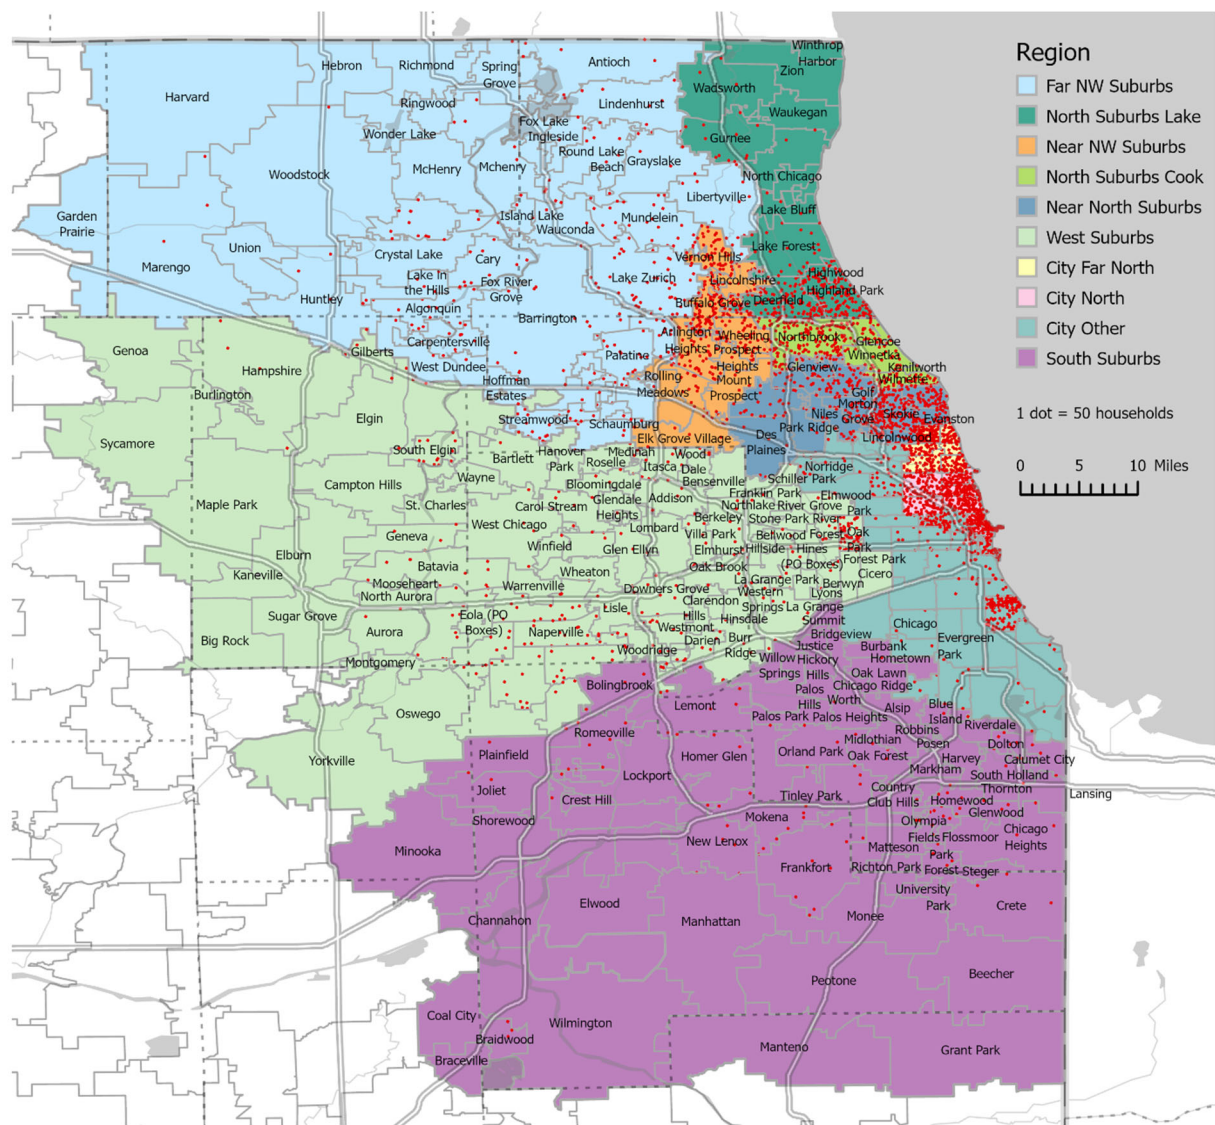 Region
Far NW Suburbs
North Suburbs Lake
Near NW Suburbs
North Suburbs Cook
Near North Suburbs
West Suburbs
City Far North
City North
City Other
South Suburbs
1 dot = 50 households
0 5 10 Miles
Winthrop
Harbor
Zion
Hebron
Richmond
Spring
Grove
Antioch
Wadsworth
Harvard
Ringwood
Lindenhurst
Waukegan
Fox Lake
Ingleside
Wonder Lake
Gurnee
Round Lake
Beach
Grayslake
McHenry
Mchenry
Woodstock
North Chicago
Libertyville
Lake Bluff
Garden
Prairie
Island Lake
Wauconda
Mundelein
Union
Lake Forest
Crystal Lake
Cary
Vernon Hills
Marengo
Lake In
the Hills
Fox River
Grove
Lake Zurich
Lincolnshire
Highwood
Highland Park
Huntley
Algonquin
Buffalo Grove
Deerfield
Barrington
Arlington
Heights
Wheeling
Northbrook
Glencoe
Genoa
Gilberts
Carpentersville
Palatine
Prospect
Heights
Winnetka
West Dundee
Glenview
Kenilworth
Wilmette
Hampshire
Hoffman
Estates
Rolling
Meadows
Mount
Prospect
Golf
Morton
Grove
Burlington
Elgin
Streamwood
Schaumburg
Niles
Skokie
Evanston
Park Ridge
Sycamore
South Elgin
Elk Grove Village
Des
Plaines
Lincolnwood
Bartlett
Hanover
Park
Medinah
Roselle
Itasca
Wood
Dale
Bensenville
Norridge
Schiller Park
Wayne
Campton Hills
Bloomingdale
Glendale
Heights
Addison
Franklin Park
Elmwood
Park
Maple Park
St. Charles
Carol Stream
Northlake
River Grove
West Chicago
Lombard
Berkeley
Stone Park
River
Forest
Oak
Park
Geneva
Winfield
Villa Park
Bellwood
Elburn
Glen Ellyn
Elmhurst
Hillside
Hines
(PO Boxes)
Forest Park
Batavia
Wheaton
Oak Brook
Cicero
Kaneville
Mooseheart
North Aurora
Warrenville
Downers Grove
La Grange Park
Berwyn
Western
Springs
Lyons
Sugar Grove
Eola (PO
Boxes)
Lisle
Clarendon
Hills
La Grange
Hinsdale
Summit
Chicago
Big Rock
Aurora
Naperville
Westmont
Darien
Burr
Ridge
Bridgeview
Justice
Burbank
Evergreen
Park
Hometown
Montgomery
Woodridge
Willow
Springs
Hickory
Hills
Oak Lawn
Bolingbrook
Palos
Hills
Chicago Ridge
Oswego
Lemont
Worth
Alsip
Blue
Island
Palos Park
Palos Heights
Riverdale
Romeoville
Robbins
Plainfield
Homer Glen
Orland Park
Midlothian
Oak Forest
Posen
Dolton
Yorkville
Harvey
Calumet City
Lockport
Markham
South Holland
Joliet
Country
Club Hills
Thornton
Lansing
Crest Hill
Tinley Park
Homewood
Glenwood
Shorewood
Mokena
Olympia
Fields
Flossmoor
Chicago
Heights
Minooka
New Lenox
Matteson
Park
Forest
Frankfort
Richton Park
Steger
University
Park
Elwood
Crete
Channahon
Manhattan
Monee
Peotone
Beecher
Coal City
Wilmington
Braidwood
Braceville
Manteno
Grant Park